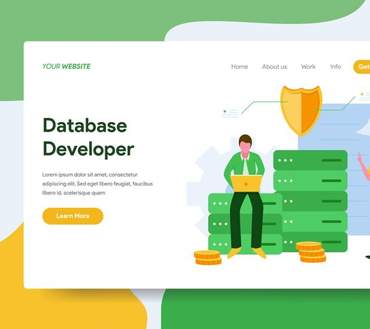 YOUR WEBSITE
Home About us Work Info Get
Database
Developer
Lorem ipsum dolor sit amet, consectetur
adipiscing elit. Sed eget libero feugiat, faucibus
libero id, scelerisque quam
Learn More